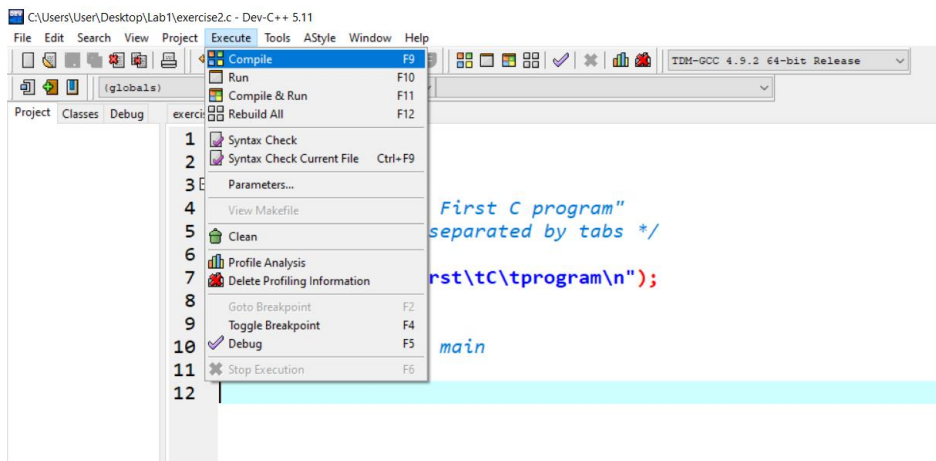 C:\Users\User\Desktop\Lab1\exercise2.c - Dev-C++ 5.11
File Edit Search View Project Execute Tools AStyle Window Help
TDM-GCC 4.9.2 64-bit Release
(globals)
Project Classes Debug
Compile F9
Run F10
Compile & Run F11
Rebuild All F12
Syntax Check
Syntax Check Current File Ctrl+F9
Parameters...
View Makefile
Clean
Profile Analysis
Delete Profiling Information
Goto Breakpoint F2
Toggle Breakpoint F4
Debug F5
Stop Execution F6
1
2
3
4 First C program"
5 separated by tabs */
6
7 rst\tC\tprogram\n");
8
9
10 main
11
12